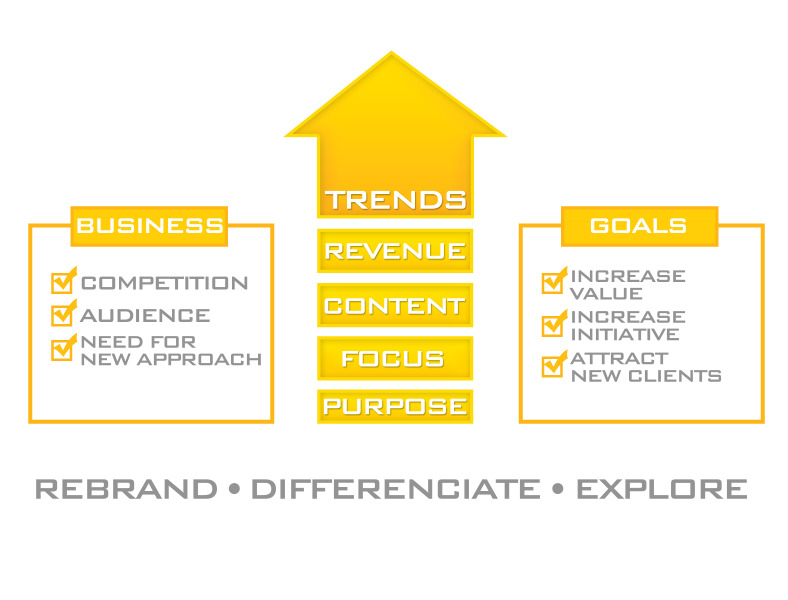 TRENDS
REVENUE
CONTENT
FOCUS
PURPOSE
BUSINESS
COMPETITION
AUDIENCE
NEED FOR
NEW APPROACH
GOALS
INCREASE
VALUE
INCREASE
INITIATIVE
ATTRACT
NEW CLIENTS
REBRAND • DIFFERENCIATE • EXPLORE